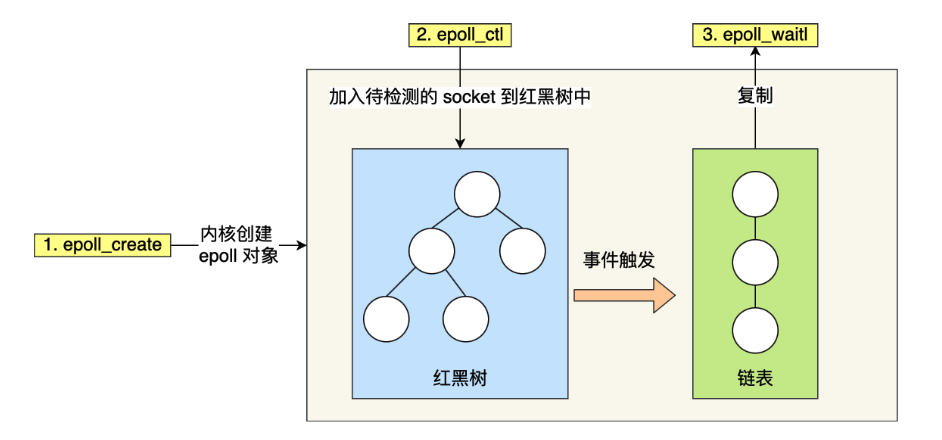 2. epoll_ctl
3. epoll_waitl
加入待检测的 socket 到红黑树中
复制
1. epoll_create
内核创建
epoll 对象
事件触发
红黑树
链表